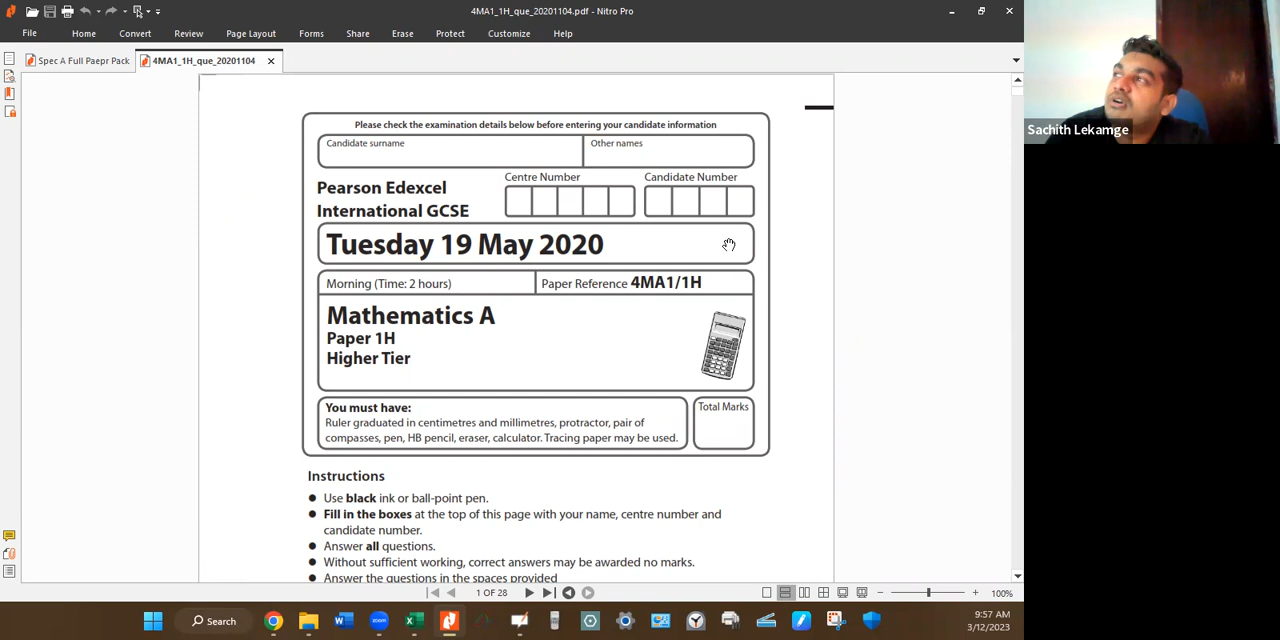 4MA1_1H_que_20201104.pdf - Nitro Pro
File Home Convert Review Page Layout Forms Share Erase Protect Customize Help
Spec A Full Paepr Pack 4MA1_1H_que_20201104
Please check the examination details below before entering your candidate information
Candidate surname Other names
Centre Number Candidate Number
Pearson Edexcel
International GCSE
Tuesday 19 May 2020
Morning (Time: 2 hours) Paper Reference 4MA1/1H
Mathematics A
Paper 1H
Higher Tier
You must have:
Ruler graduated in centimetres and millimetres, protractor, pair of
compasses, pen, HB pencil, eraser, calculator. Tracing paper may be used.
Total Marks
Instructions
● Use black ink or ball-point pen.
● Fill in the boxes at the top of this page with your name, centre number and
candidate number.
● Answer all questions.
● Without sufficient working, correct answers may be awarded no marks.
● Answer the questions in the spaces provided
1 OF 28
100%
Search
9:57 AM
3/12/2023
Sachith Lekamge